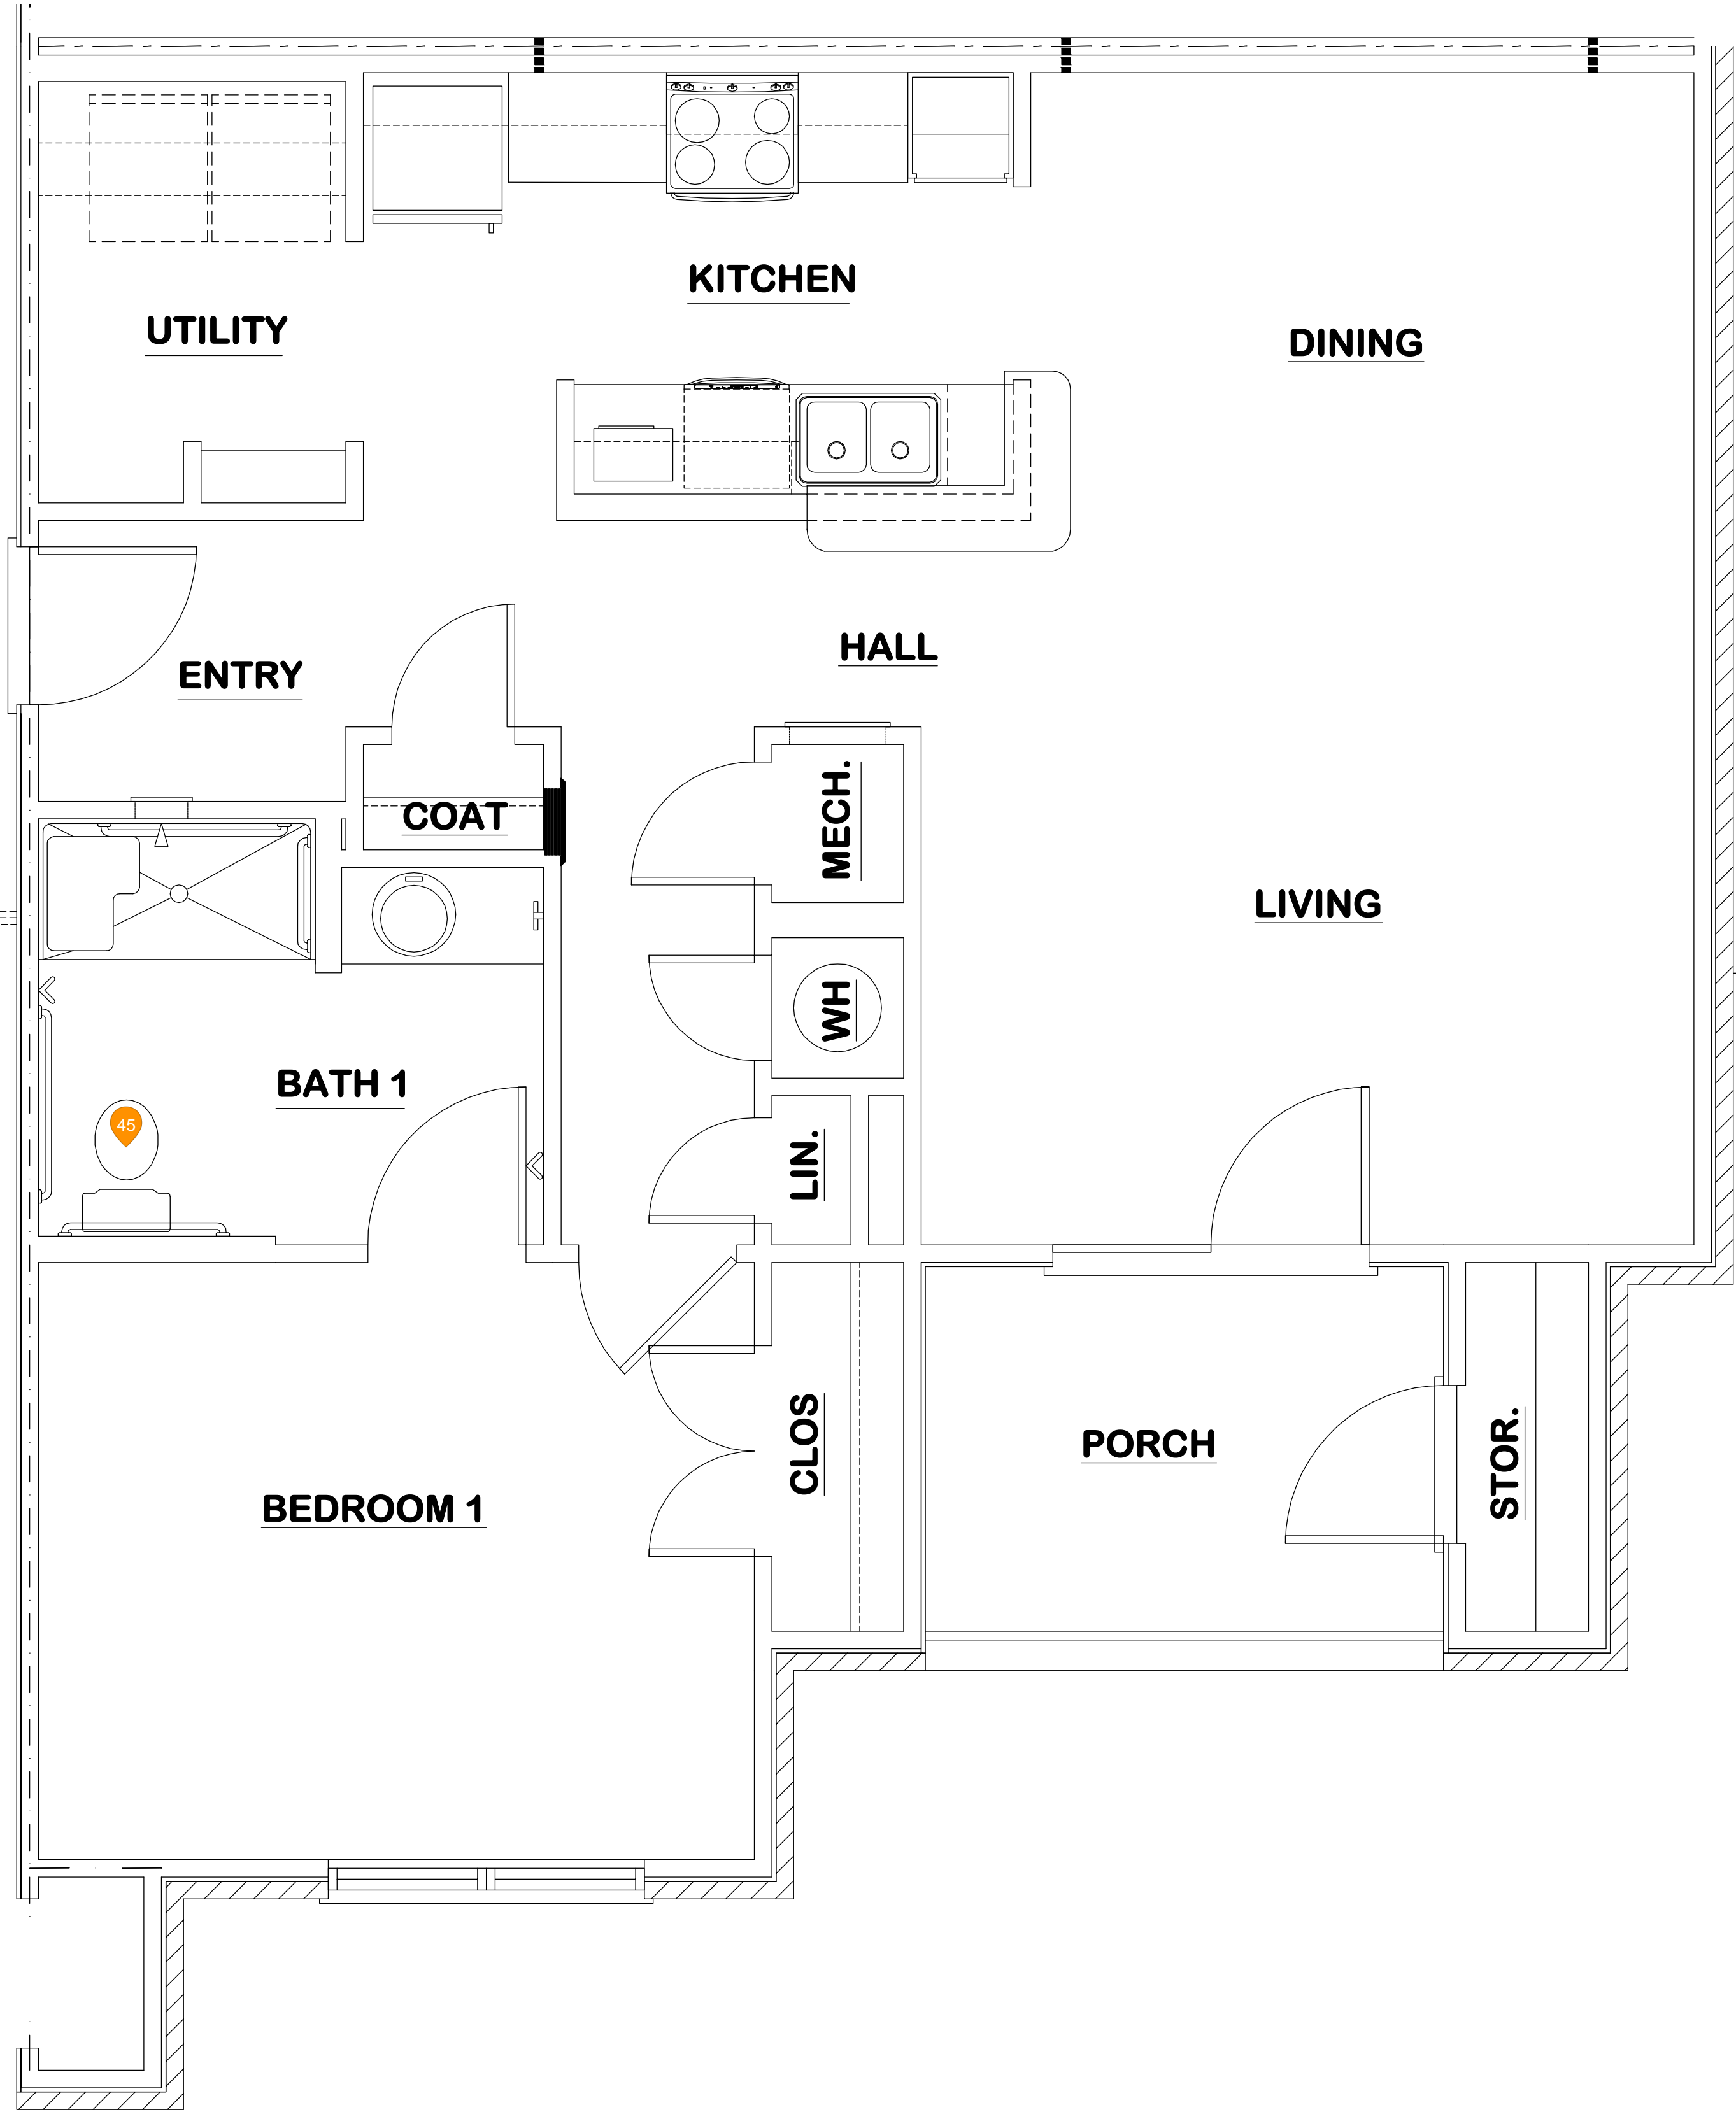 KITCHEN
UTILITY
DINING
HALL
ENTRY
COAT
MECH.
LIVING
WH
BATH 1
45
LIN.
CLOS
PORCH
STOR.
BEDROOM 1